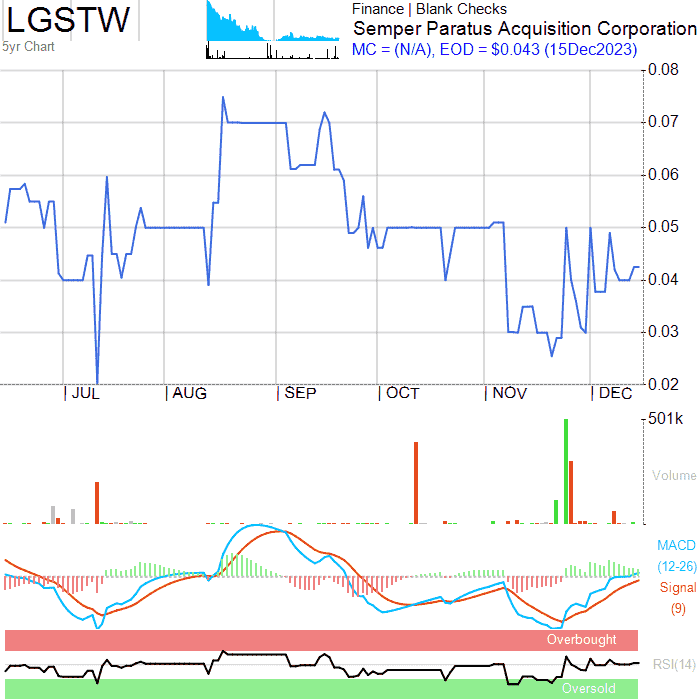 LGSTW
5yr Chart
Finance | Blank Checks
Semper Paratus Acquisition Corporation
MC = (N/A), EOD = $0.043 (15Dec2023)
0.08
0.07
0.06
0.05
0.04
0.03
0.02
JUL AUG SEP OCT NOV DEC
501k
Volume
MACD
(12-26)
Signal
(9)
Overbought
RSI(14)
Oversold